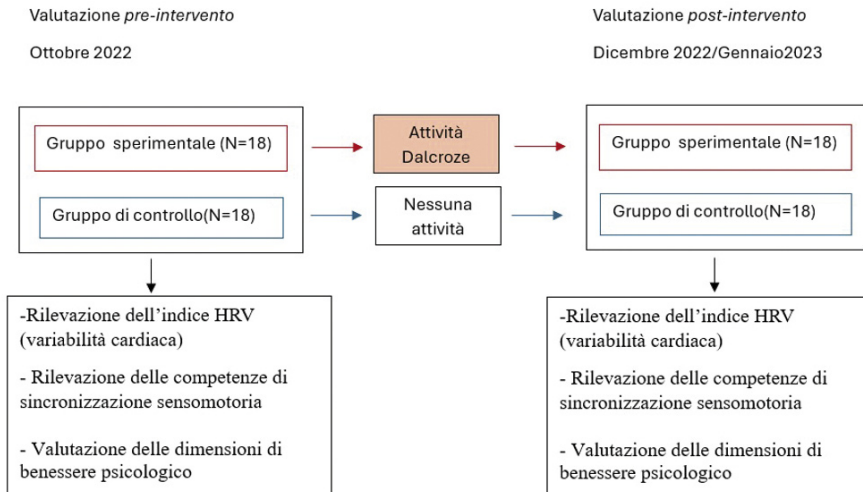 Valutazione pre-intervento
Ottobre 2022
Valutazione post-intervento
Dicembre 2022/Gennaio2023
Gruppo sperimentale (N=18)
Attività
Dalcroze
Gruppo sperimentale (N=18)
Gruppo di controllo(N=18)
Nessuna
attività
Gruppo di controllo(N=18)
-Rilevazione dell’indice HRV
(variabilità cardiaca)
- Rilevazione delle competenze di
sincronizzazione sensomotoria
- Valutazione delle dimensioni di
benessere psicologico
-Rilevazione dell’indice HRV
(variabilità cardiaca)
- Rilevazione delle competenze di
sincronizzazione sensomotoria
- Valutazione delle dimensioni di
benessere psicologico